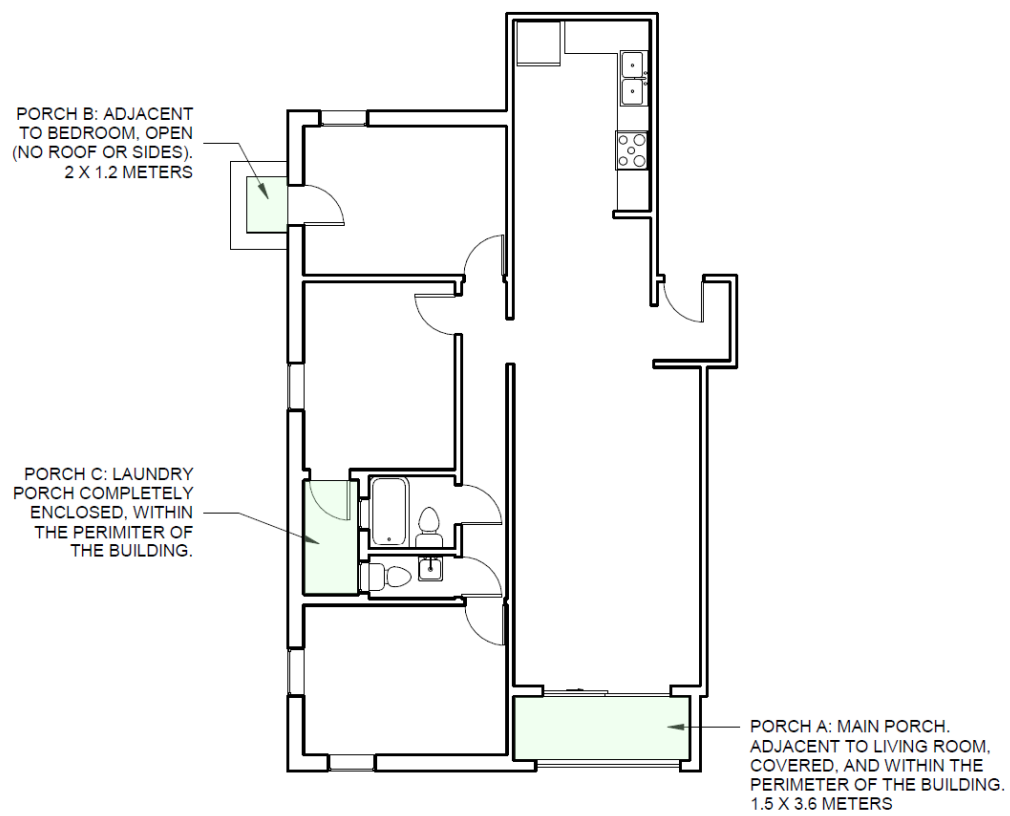 PORCH B: ADJACENT
TO BEDROOM, OPEN
(NO ROOF OR SIDES).
2 X 1.2 METERS
PORCH C: LAUNDRY
PORCH COMPLETELY
ENCLOSED, WITHIN
THE PERIMITER OF
THE BUILDING.
PORCH A: MAIN PORCH.
ADJACENT TO LIVING ROOM,
COVERED, AND WITHIN THE
PERIMETER OF THE BUILDING.
1.5 X 3.6 METERS